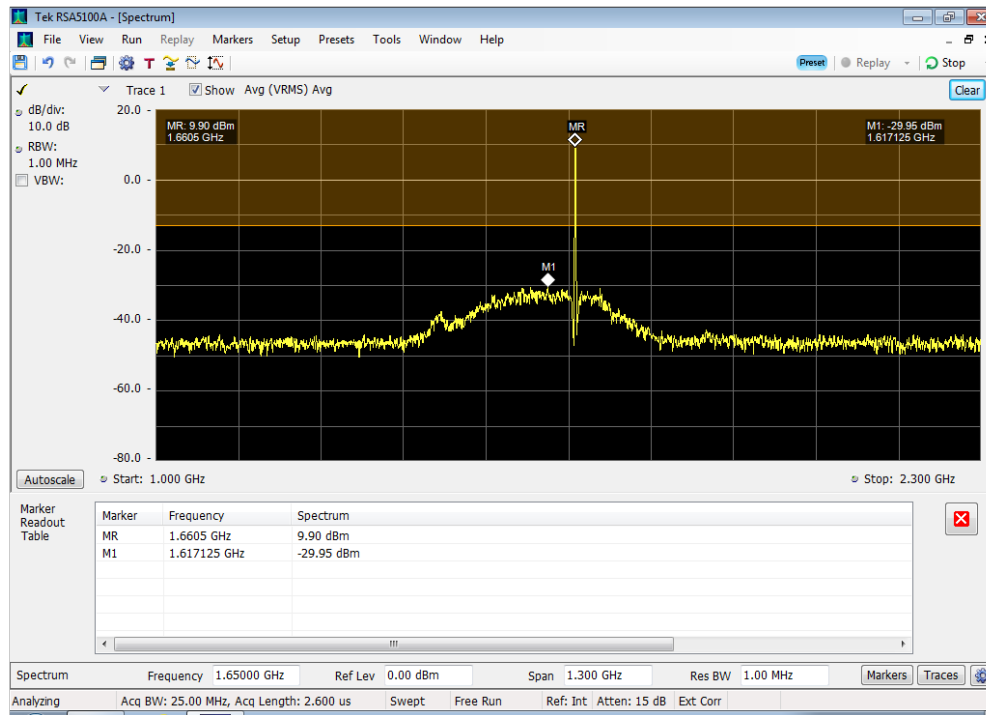 Tek RSA5100A - [Spectrum]
File View Run Replay Markers Setup Presets Tools Window Help
T Preset Replay Stop
Trace 1 Show Avg (VRMS) Avg Clear
dB/div:
10.0 dB
RBW:
1.00 MHz
VBW:
20.0
0.0
-20.0
-40.0
-60.0
-80.0
MR: 9.90 dBm
1.6605 GHz
MR
M1: -29.95 dBm
1.617125 GHz
M1
Autoscale Start: 1.000 GHz Stop: 2.300 GHz
Marker
Readout
Table
Marker Frequency Spectrum
MR 1.6605 GHz 9.90 dBm
M1 1.617125 GHz -29.95 dBm
Spectrum Frequency 1.65000 GHz Ref Lev 0.00 dBm Span 1.300 GHz Res BW 1.00 MHz Markers Traces
Analyzing Acq BW: 25.00 MHz, Acq Length: 2.600 us Swept Free Run Ref: Int Atten: 15 dB Ext Corr